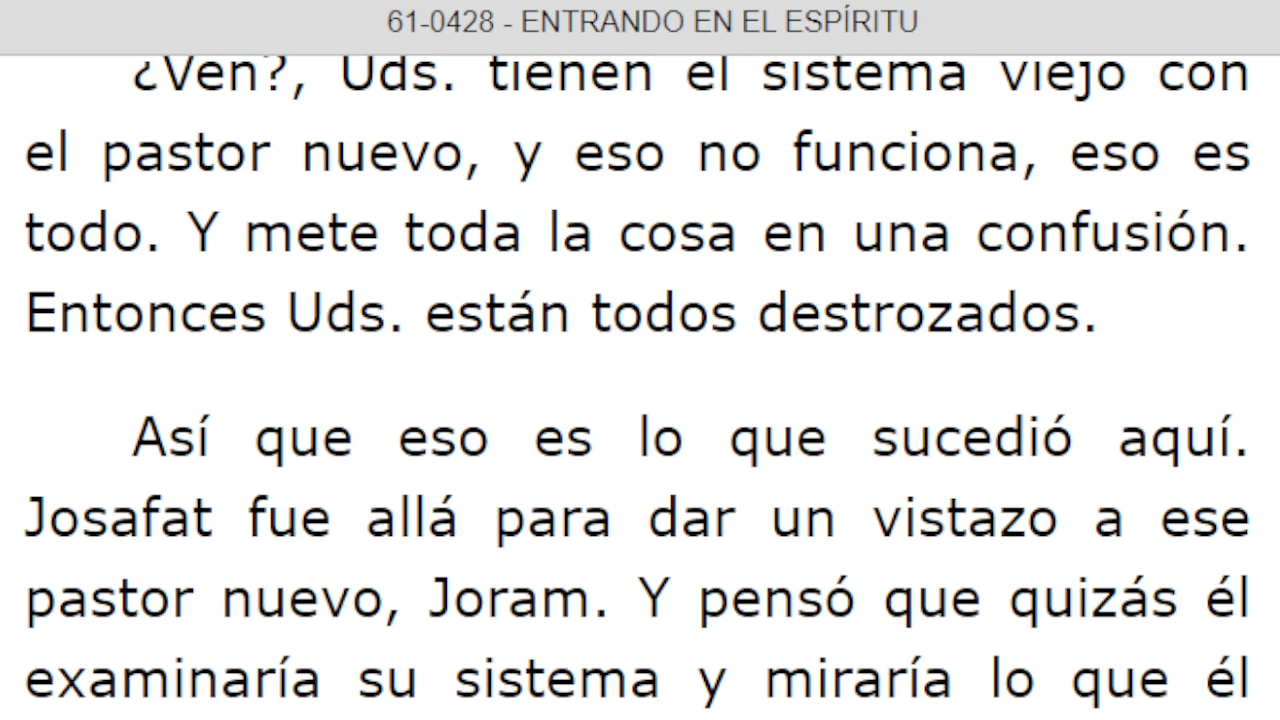 61-0428 - ENTRANDO EN EL ESPÍRITU
¿Ven?, Uds. tienen el sistema viejo con
el pastor nuevo, y eso no funciona, eso es
todo. Y mete toda la cosa en una confusión.
Entonces Uds. están todos destrozados.
Así que eso es lo que sucedió aquí.
Josafat fue allá para dar un vistazo a ese
pastor nuevo, Joram. Y pensó que quizás él
examinaría su sistema y miraría lo que él